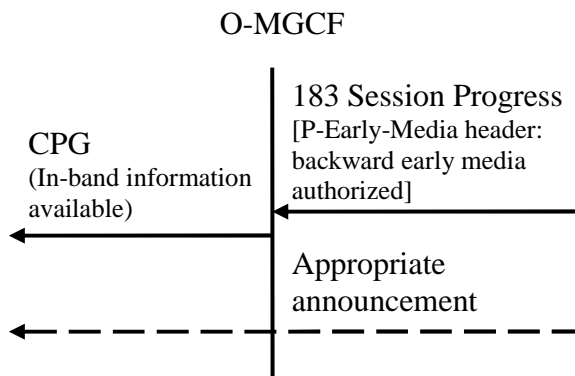 O-MGCF
183 Session Progress
[P-Early-Media header:
backward early media
authorized]
CPG
(In-band information
available)
Appropriate
announcement